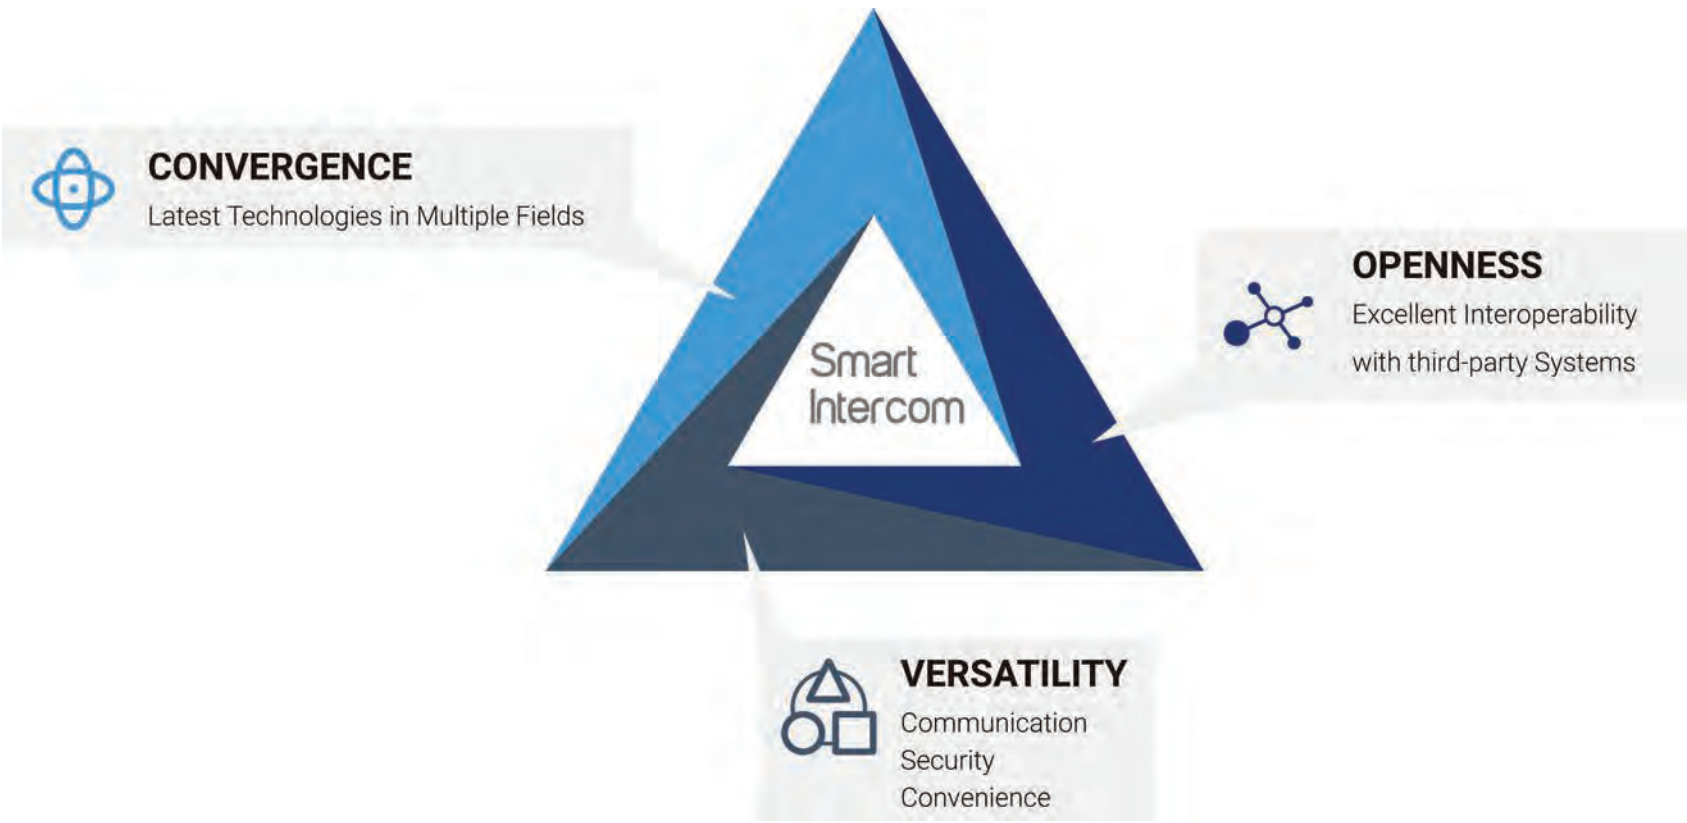 CONVERGENCE
Latest Technologies in Multiple Fields
OPENNESS
Excellent Interoperability
with third-party Systems
Smart
Intercom
VERSATILITY
Communication
Security
Convenience